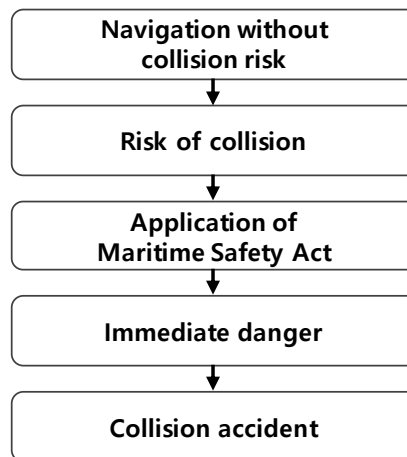 Navigation without
collision risk
Risk of collision
Application of
Maritime Safety Act
Immediate danger
Collision accident